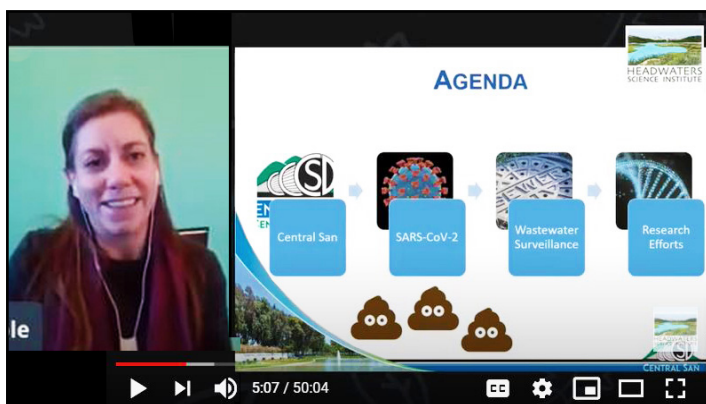 AGENDA
HEADWATERS
SCIENCE INSTITUTE
Central San
SARS-CoV-2
Wastewater
Surveillance
Research
Efforts
CENTRAL SAN
5:07 / 50:04
CC